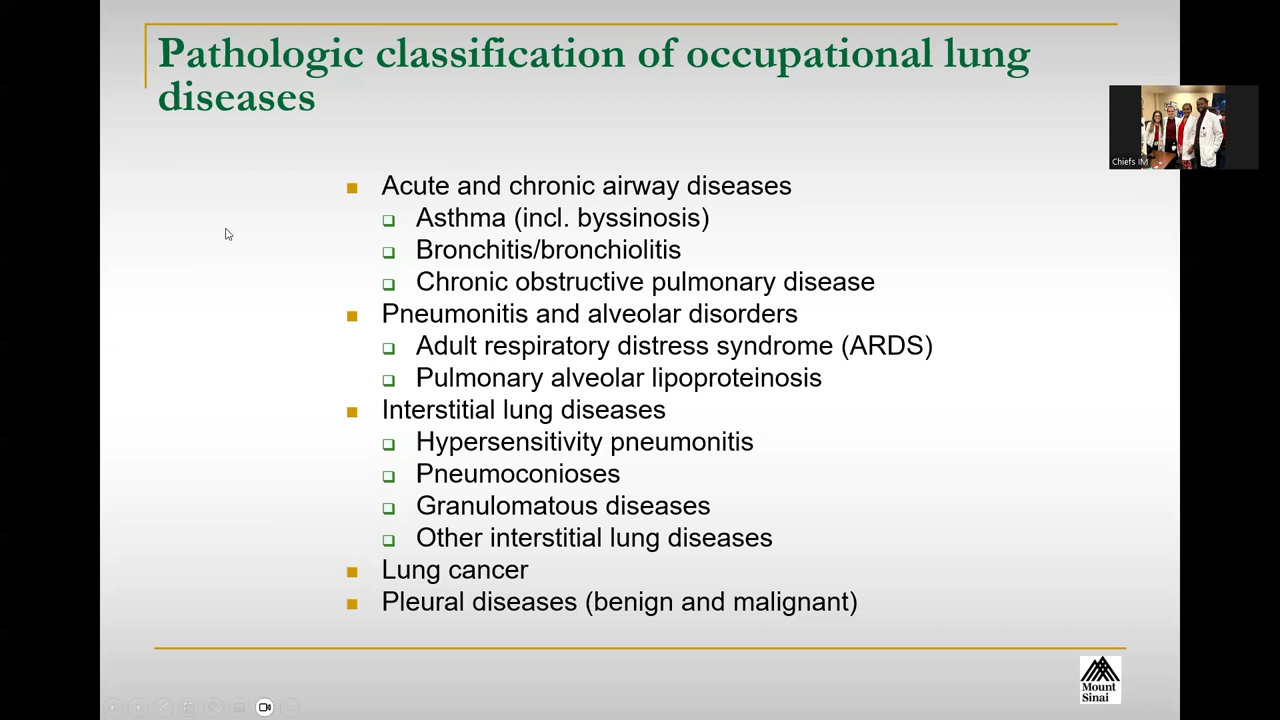 Pathologic classification of occupational lung
diseases
Chiefs IM
Acute and chronic airway diseases
Asthma (incl. byssinosis)
Bronchitis/bronchiolitis
Chronic obstructive pulmonary disease
Pneumonitis and alveolar disorders
Adult respiratory distress syndrome (ARDS)
Pulmonary alveolar lipoproteinosis
Interstitial lung diseases
Hypersensitivity pneumonitis
Pneumoconioses
Granulomatous diseases
Other interstitial lung diseases
Lung cancer
Pleural diseases (benign and malignant)
Mount
Sinai